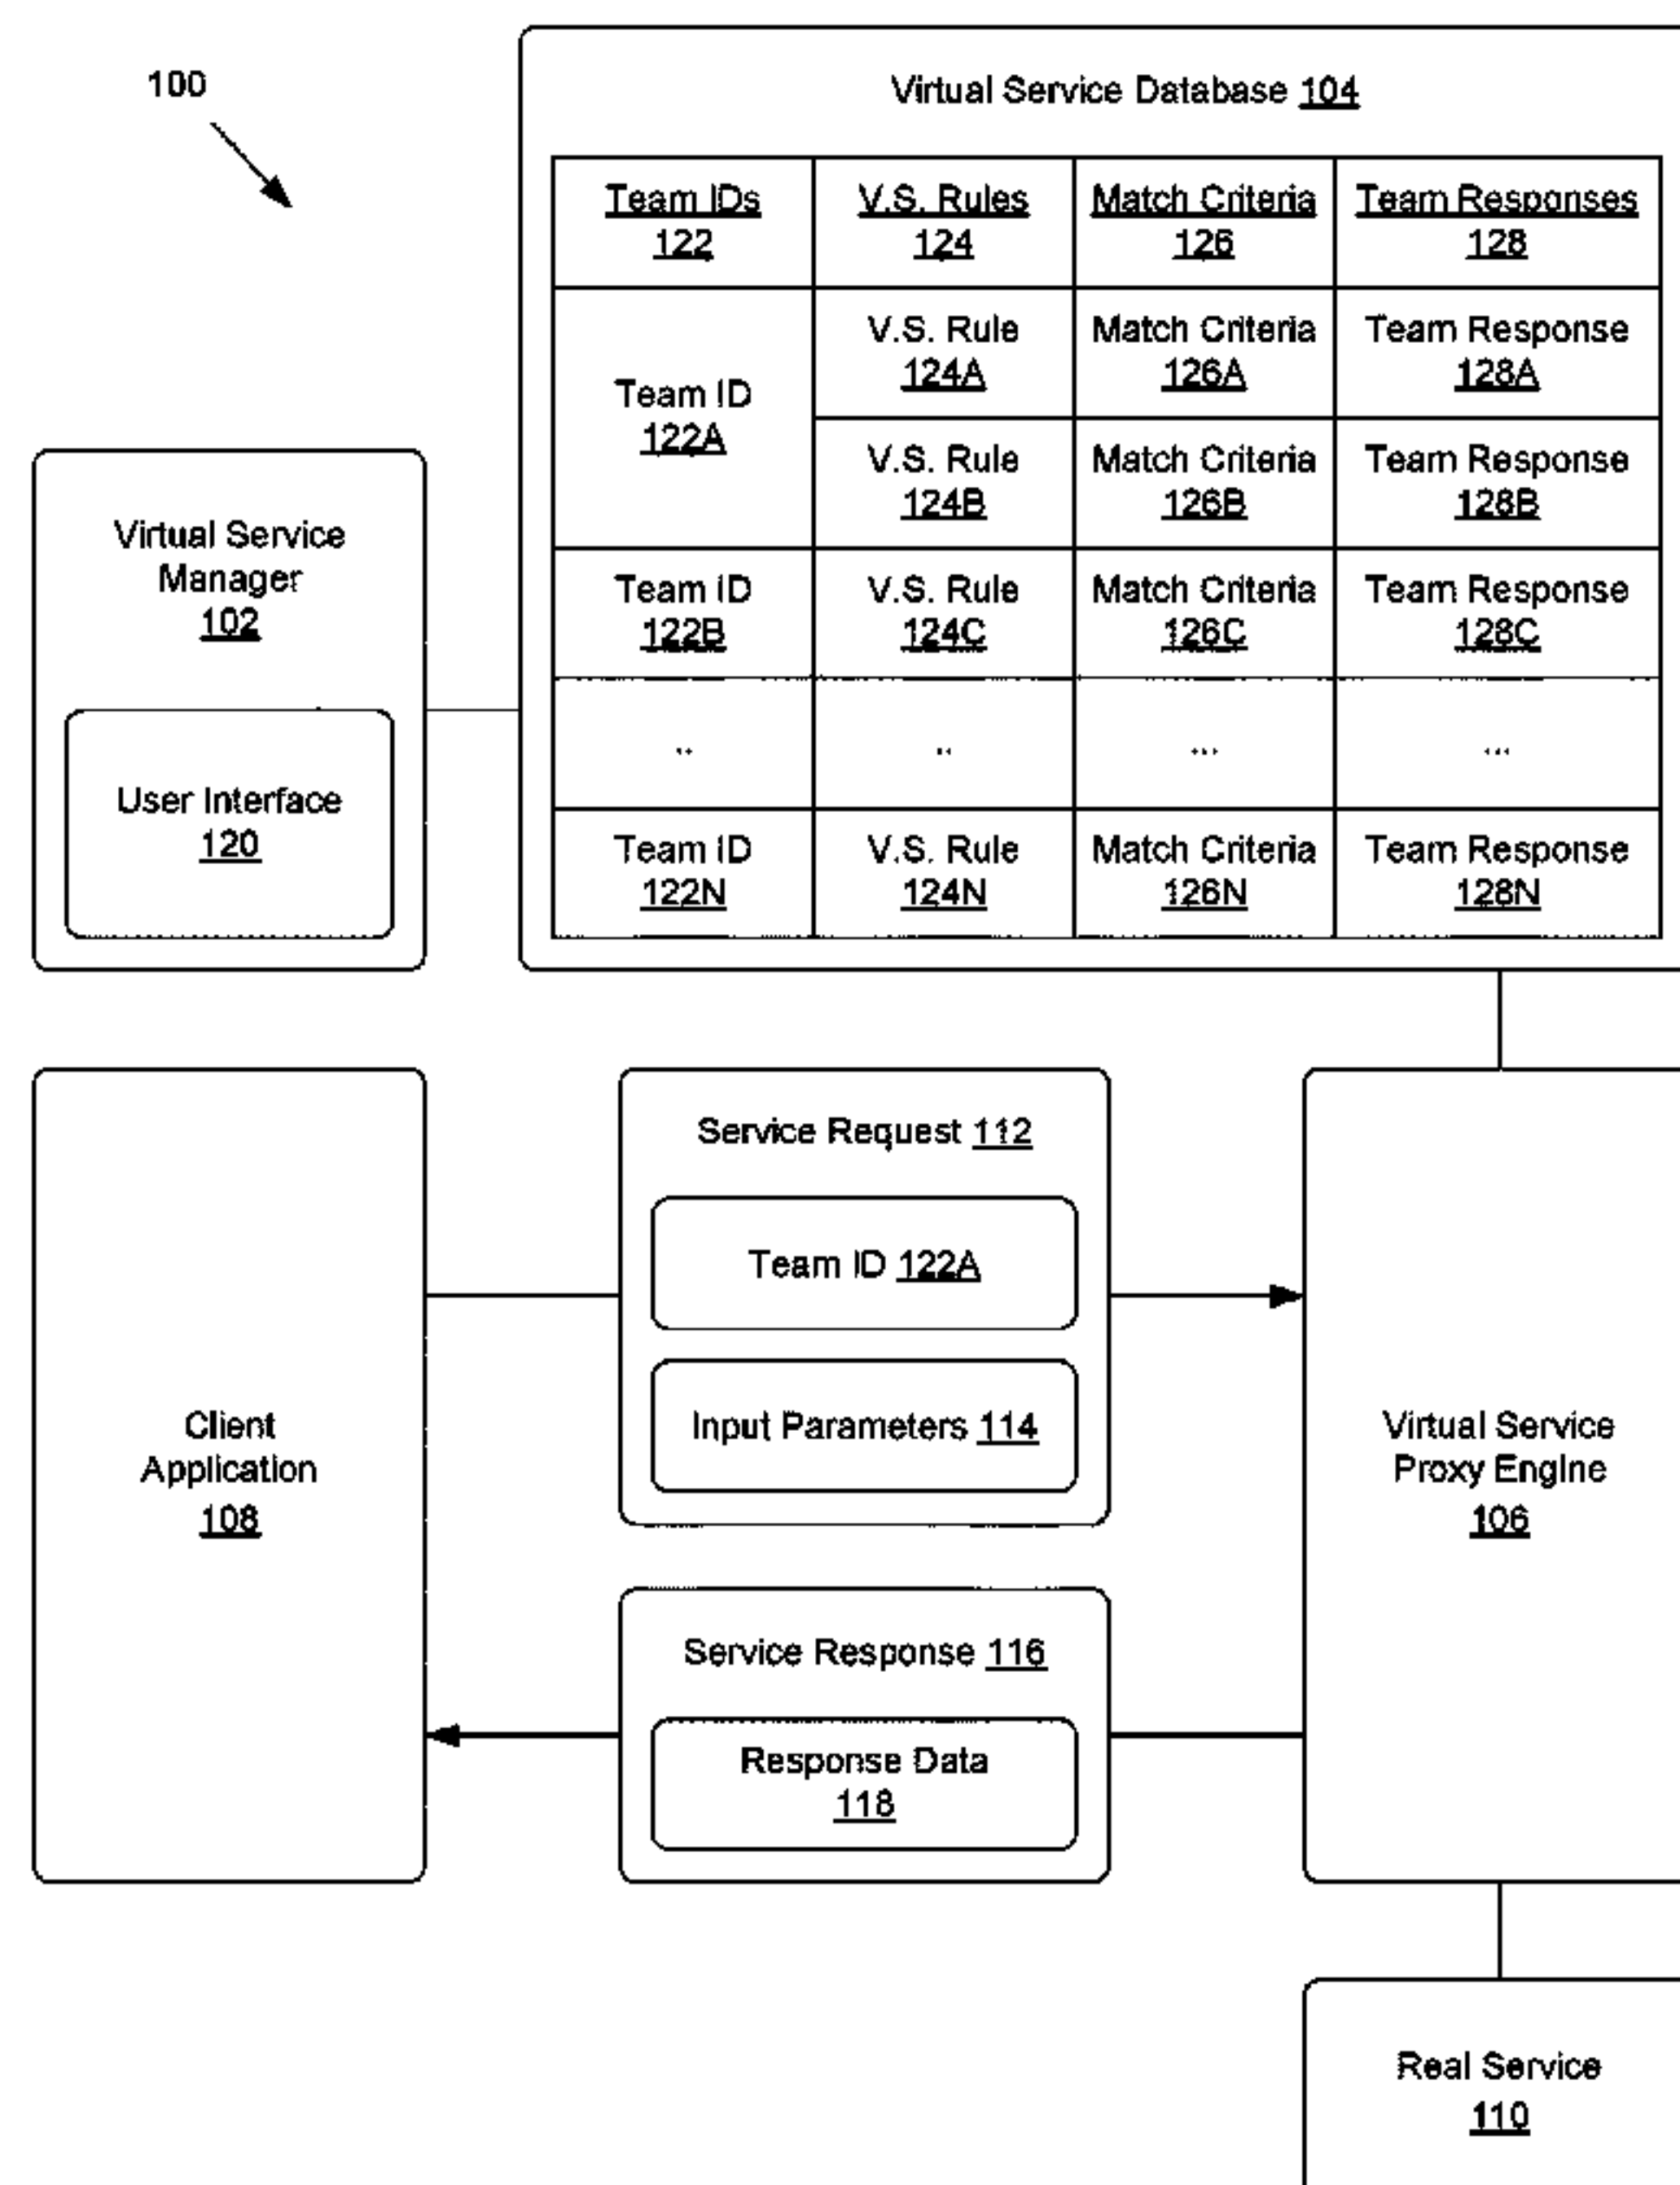 100
Virtual Service Database 104
Team IDs V.S. Rules Match Criteria Team Responses
122 124 126 128
Team ID
122A
V.S. Rule Match Criteria Team Response
124A 126A 128A
V.S. Rule Match Criteria Team Response
124B 126B 128B
Team ID V.S. Rule Match Criteria Team Response
122B 124C 126C 128C
.. .. ... ...
Team ID V.S. Rule Match Criteria Team Response
122N 124N 126N 128N
Virtual Service
Manager
102
User Interface
120
Client
Application
108
Service Request 112
Team ID 122A
Input Parameters 114
Service Response 116
Response Data
118
Virtual Service
Proxy Engine
106
Real Service
110